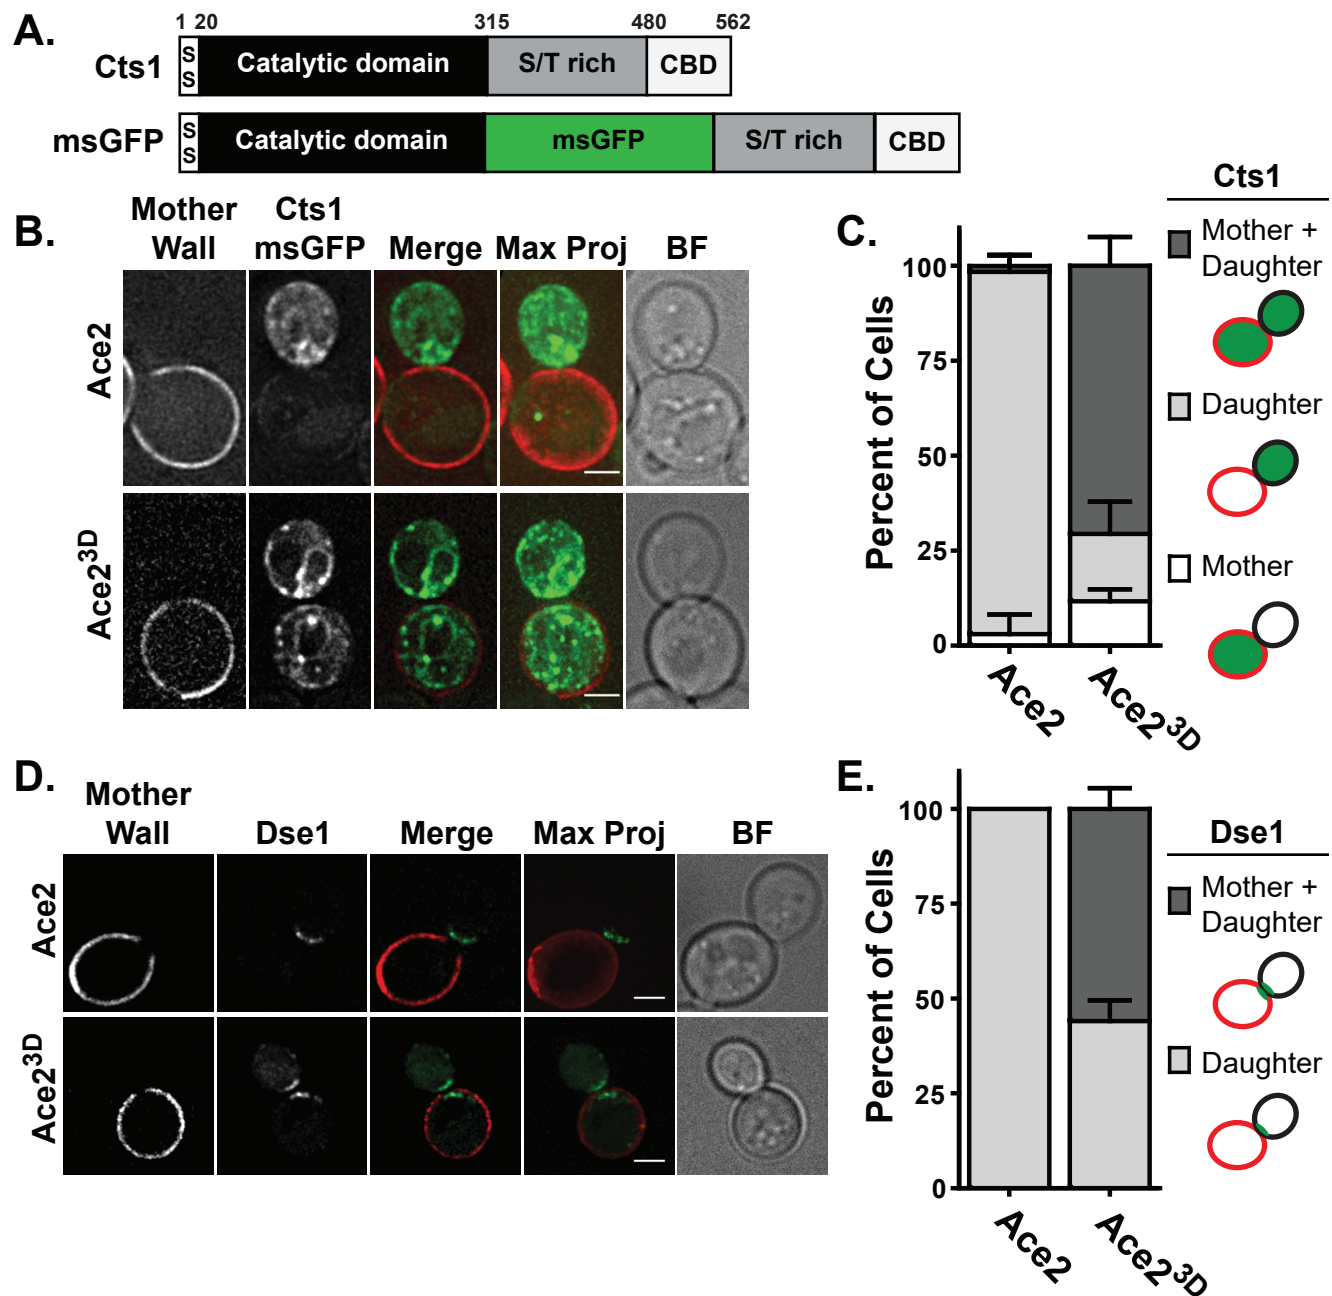 A.
1 20 315 480 562
Cts1 SS Catalytic domain S/T rich CBD
msGFP SS Catalytic domain msGFP S/T rich CBD
B.
Mother Wall
Cts1 msGFP
Merge
Max Proj
BF
Ace2
Ace2³ᴰ
C.
Percent of Cells
100
75
50
25
0
Ace2
Ace2³ᴰ
Cts1
Mother + Daughter
Daughter
Mother
D.
Mother Wall
Dse1
Merge
Max Proj
BF
Ace2
Ace2³ᴰ
E.
Percent of Cells
100
75
50
25
0
Ace2
Ace2³ᴰ
Dse1
Mother + Daughter
Daughter